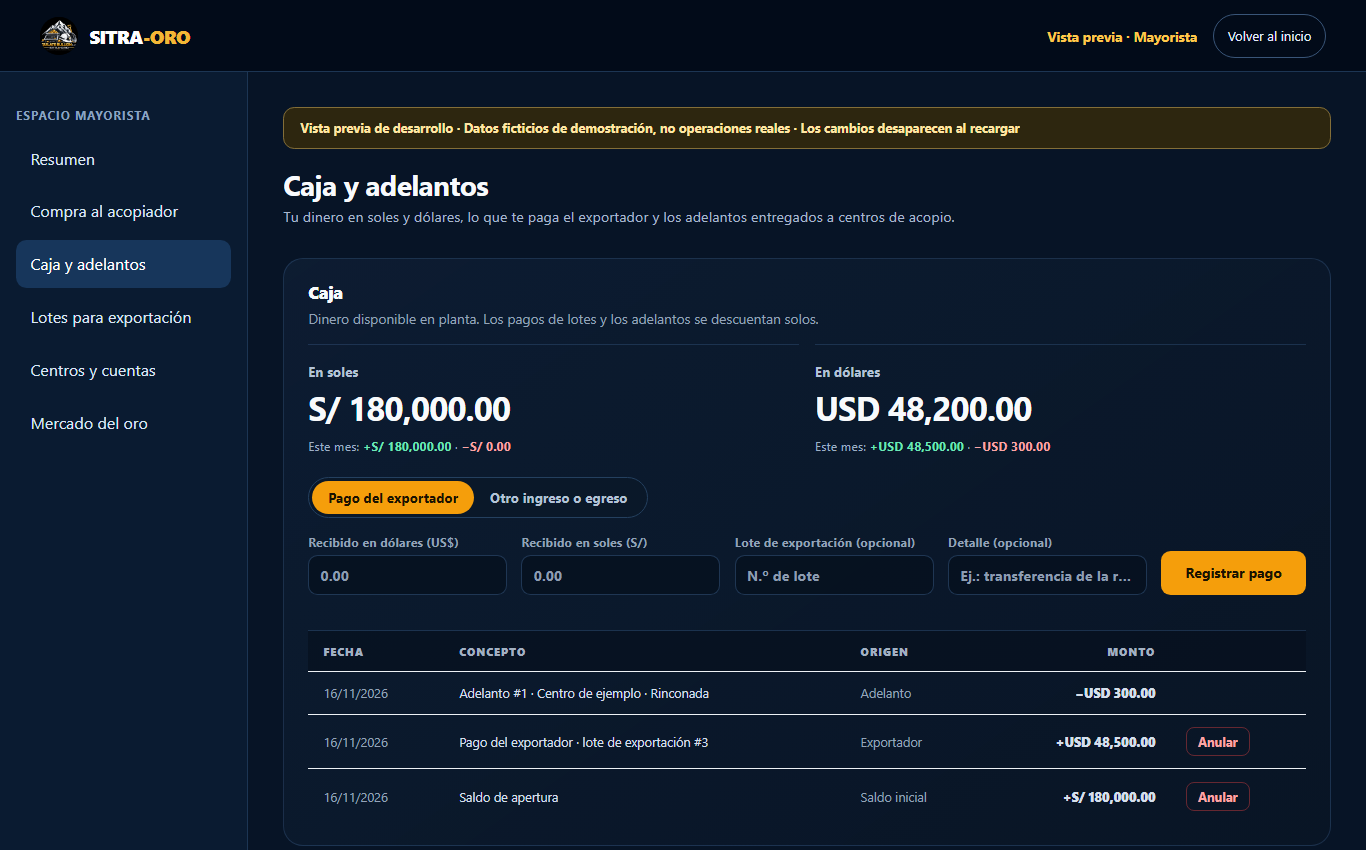 SITRA-ORO
Vista previa · Mayorista
Volver al inicio
ESPACIO MAYORISTA
Resumen
Compra al acopiador
Caja y adelantos
Lotes para exportación
Centros y cuentas
Mercado del oro
Vista previa de desarrollo · Datos ficticios de demostración, no operaciones reales · Los cambios desaparecen al recargar
Caja y adelantos
Tu dinero en soles y dólares, lo que te paga el exportador y los adelantos entregados a centros de acopio.
Caja
Dinero disponible en planta. Los pagos de lotes y los adelantos se descuentan solos.
En soles
S/ 180,000.00
Este mes: +S/ 180,000.00 · −S/ 0.00
En dólares
USD 48,200.00
Este mes: +USD 48,500.00 · −USD 300.00
Pago del exportador
Otro ingreso o egreso
Recibido en dólares (US$)
0.00
Recibido en soles (S/)
0.00
Lote de exportación (opcional)
N.º de lote
Detalle (opcional)
Ej.: transferencia de la r...
Registrar pago
FECHA CONCEPTO ORIGEN MONTO
16/11/2026 Adelanto #1 · Centro de ejemplo · Rinconada Adelanto −USD 300.00
16/11/2026 Pago del exportador · lote de exportación #3 Exportador +USD 48,500.00 Anular
16/11/2026 Saldo de apertura Saldo inicial +S/ 180,000.00 Anular